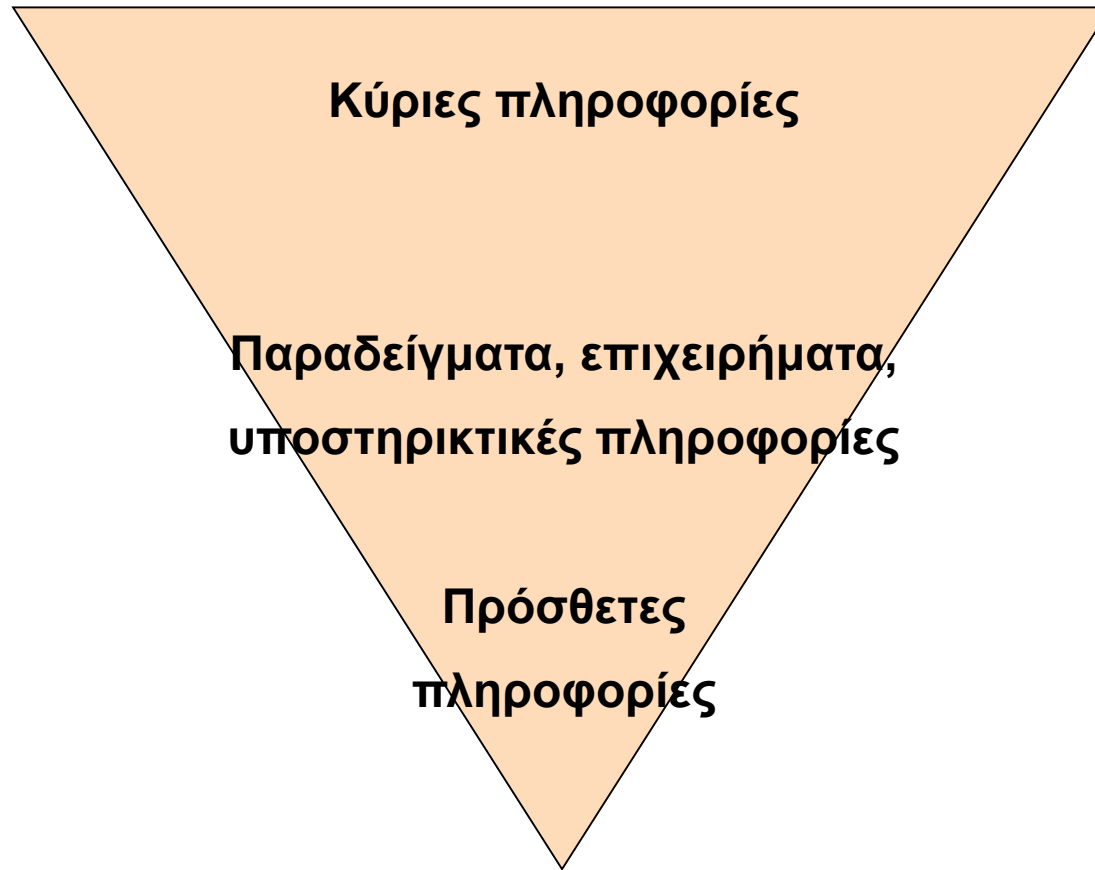 Κύριες πληροφορίες
Παραδείγματα, επιχειρήματα,
υποστηρικτικές πληροφορίες
Πρόσθετες
πληροφορίες